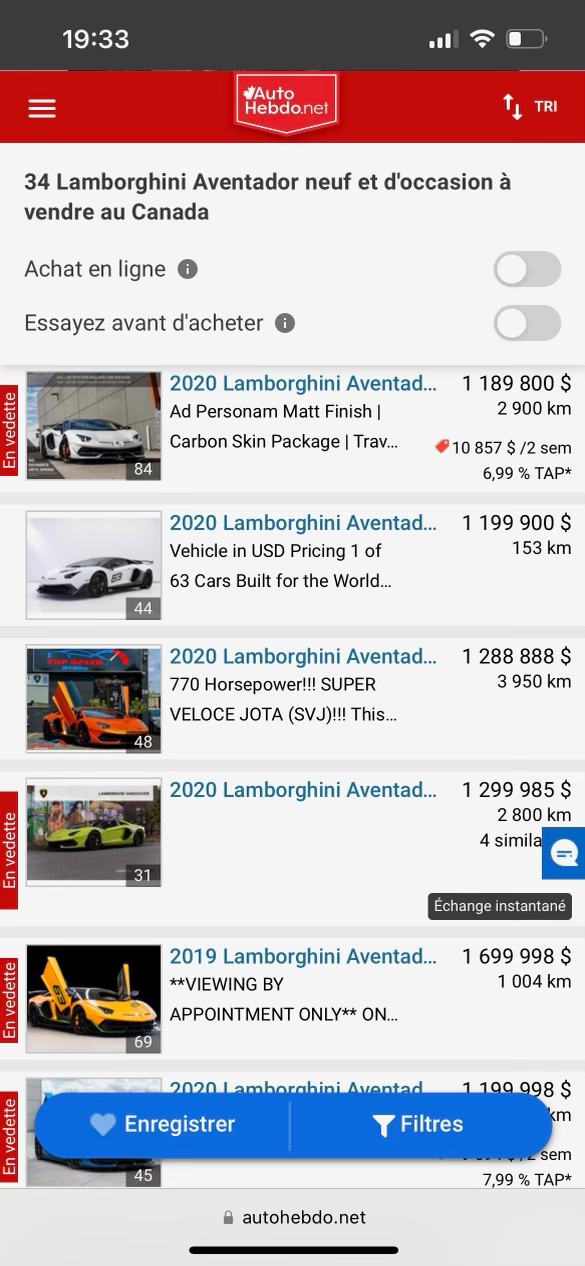 19:33
Auto
Hebdo.net
TRI
34 Lamborghini Aventador neuf et d'occasion à
vendre au Canada
Achat en ligne
Essayez avant d'acheter
En vedette
84
2020 Lamborghini Aventad...
Ad Personam Matt Finish |
Carbon Skin Package | Trav...
1 189 800 $
2 900 km
10 857 $ /2 sem
6,99 % TAP*
44
2020 Lamborghini Aventad...
Vehicle in USD Pricing 1 of
63 Cars Built for the World...
1 199 900 $
153 km
TOP SPEED
48
2020 Lamborghini Aventad...
770 Horsepower!!! SUPER
VELOCE JOTA (SVJ)!!! This...
1 288 888 $
3 950 km
En vedette
LAMBORGHINI VANCOUVER
31
2020 Lamborghini Aventad...
1 299 985 $
2 800 km
4 simila
Échange instantané
En vedette
63
69
2019 Lamborghini Aventad...
**VIEWING BY
APPOINTMENT ONLY** ON...
1 699 998 $
1 004 km
En vedette
45
2020 Lamborghini Aventad
1 199 998 $
km
$ /2 sem
7,99 % TAP*
Enregistrer
Filtres
autohebdo.net